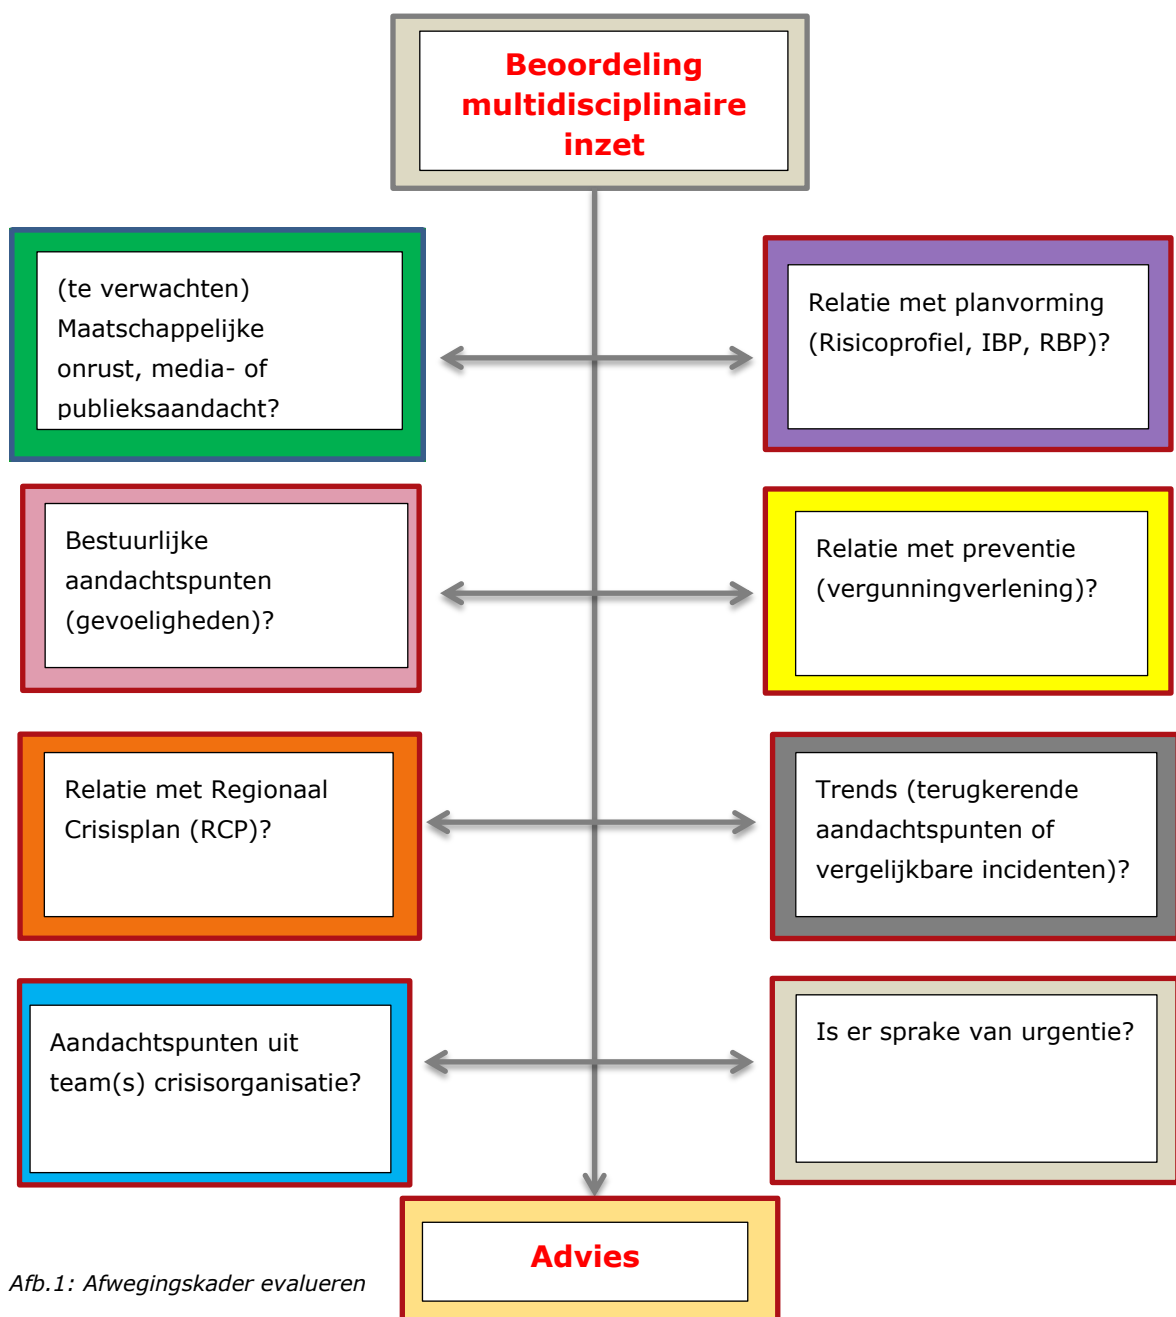 Beoordeling
multidisciplinaire
inzet
(te verwachten)
Maatschappelijke
onrust, media- of
publieksaandacht?
Relatie met planvorming
(Risicoprofiel, IBP, RBP)?
Bestuurlijke
aandachtspunten
(gevoeligheden)?
Relatie met preventie
(vergunningverlening)?
Relatie met Regionaal
Crisisplan (RCP)?
Trends (terugkerende
aandachtspunten of
vergelijkbare incidenten)?
Aandachtspunten uit
team(s) crisisorganisatie?
Is er sprake van urgentie?
Advies
Afb.1: Afwegingskader evalueren